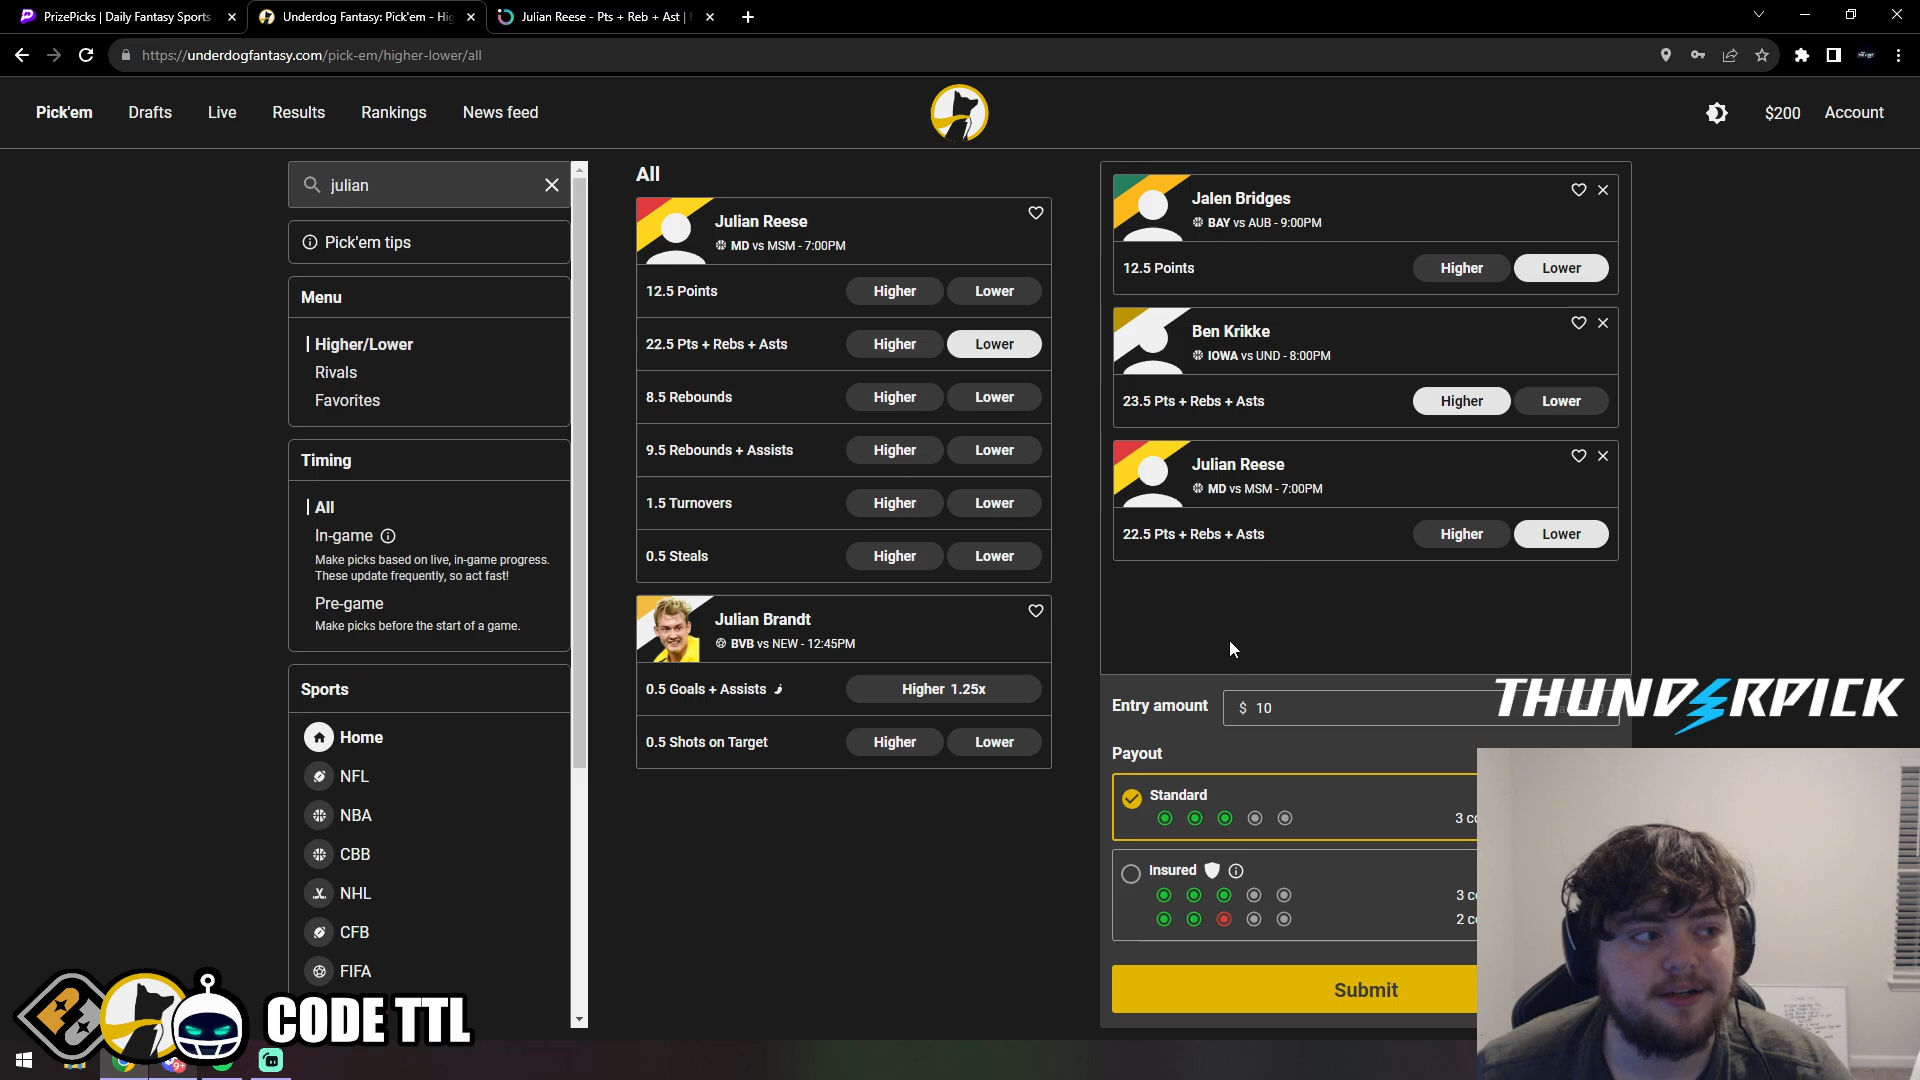 PrizePicks | Daily Fantasy Sports
Underdog Fantasy: Pick'em - Hig
Julian Reese - Pts + Reb + Ast |
https://underdogfantasy.com/pick-em/higher-lower/all
Pick'em
Drafts
Live
Results
Rankings
News feed
$200
Account
julian
Pick'em tips
Menu
Higher/Lower
Rivals
Favorites
Timing
All
In-game
Make picks based on live, in-game progress.
These update frequently, so act fast!
Pre-game
Make picks before the start of a game.
Sports
Home
NFL
NBA
CBB
NHL
CFB
FIFA
All
Julian Reese
MD vs MSM - 7:00PM
12.5 Points Higher Lower
22.5 Pts + Rebs + Asts Higher Lower
8.5 Rebounds Higher Lower
9.5 Rebounds + Assists Higher Lower
1.5 Turnovers Higher Lower
0.5 Steals Higher Lower
Julian Brandt
BVB vs NEW - 12:45PM
0.5 Goals + Assists Higher 1.25x
0.5 Shots on Target Higher Lower
Jalen Bridges
BAY vs AUB - 9:00PM
12.5 Points Higher Lower
Ben Krikke
IOWA vs UND - 8:00PM
23.5 Pts + Rebs + Asts Higher Lower
Julian Reese
MD vs MSM - 7:00PM
22.5 Pts + Rebs + Asts Higher Lower
Entry amount $ 10
Payout
Standard
3 co
Insured
3 co
2 co
Submit
THUNDERPICK
CODE TTL
9+